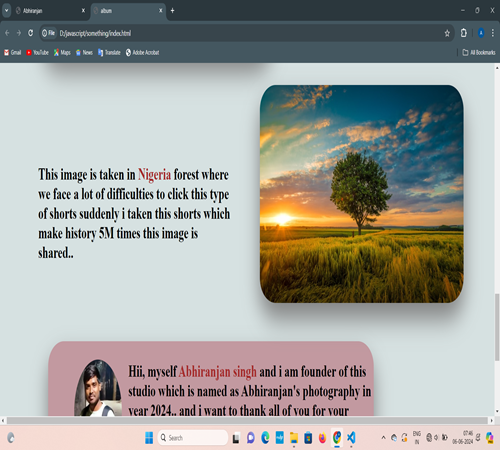 Abhiranjan
album
File D:/javascript/something/index.html
Gmail YouTube Maps News Translate Adobe Acrobat All Bookmarks
This image is taken in Nigeria forest where
we face a lot of difficulties to click this type
of shorts suddenly i taken this shorts which
make history 5M times this image is
shared..
Hii, myself Abhiranjan singh and i am founder of this
studio which is named as Abhiranjan's photography in
year 2024.. and i want to thank all of you for your
Search
ENG
IN
07:46
06-06-2024